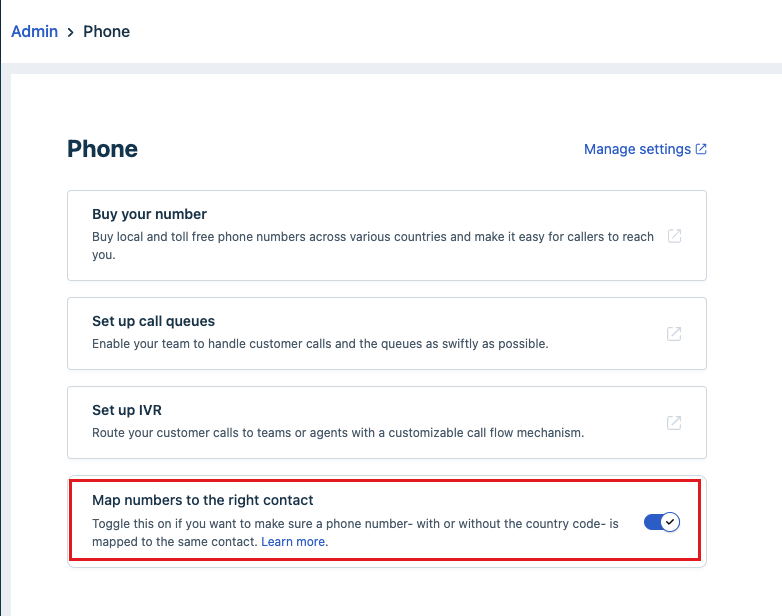 Admin > Phone
Phone
Manage settings
Buy your number
Buy local and toll free phone numbers across various countries and make it easy for callers to reach
you.
Set up call queues
Enable your team to handle customer calls and the queues as swiftly as possible.
Set up IVR
Route your customer calls to teams or agents with a customizable call flow mechanism.
Map numbers to the right contact
Toggle this on if you want to make sure a phone number- with or without the country code- is
mapped to the same contact. Learn more.